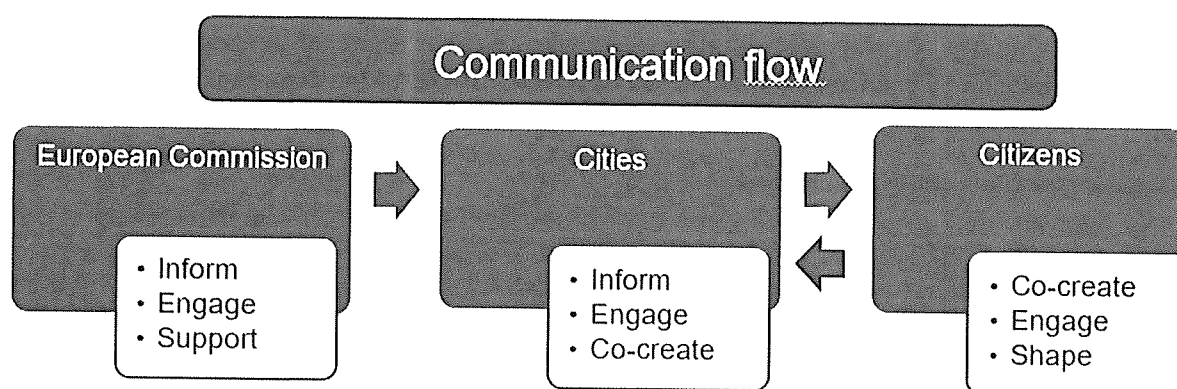 Communication flow
European Commission
• Inform
• Engage
• Support
Cities
• Inform
• Engage
• Co-create
Citizens
• Co-create
• Engage
• Shape